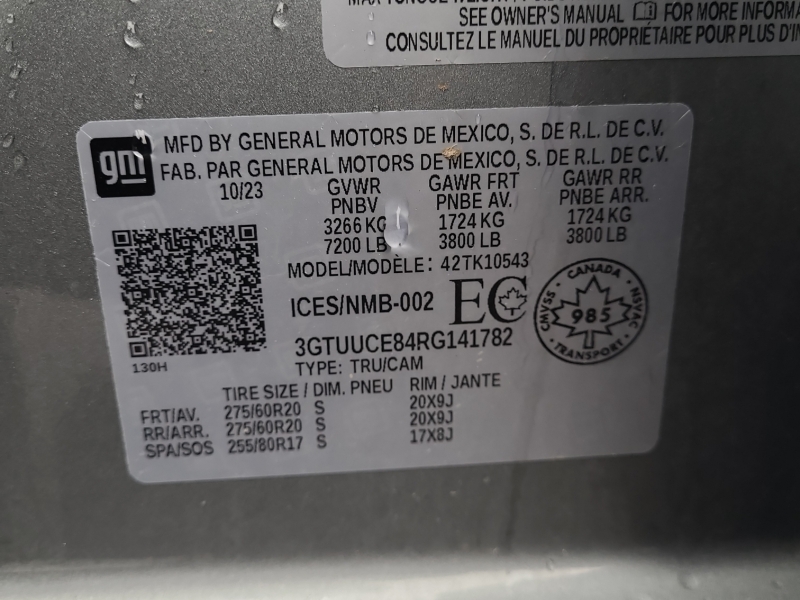 SEE OWNER'S MANUAL FOR MORE INFORMA
CONSULTEZ LE MANUEL DU PROPRIÉTAIRE POUR PLUS D'IN
gm
MFD BY GENERAL MOTORS DE MEXICO, S. DE R.L. DE C.V.
FAB. PAR GENERAL MOTORS DE MEXICO, S. DE R.L. DE C.V.
10/23 GVWR GAWR FRT GAWR RR
PNBV PNBE AV. PNBE ARR.
3266 KG 1724 KG 1724 KG
7200 LB 3800 LB 3800 LB
MODEL/MODÈLE: 42TK10543
ICES/NMB-002 EC
CANADA
CMVSS 985 NSVAC
TRANSPORT
3GTUUCE84RG141782
130H
TYPE: TRU/CAM
TIRE SIZE / DIM. PNEU RIM / JANTE
FRT/AV. 275/60R20 S 20X9J
RR/ARR. 275/60R20 S 20X9J
SPA/SOS 255/80R17 S 17X8J